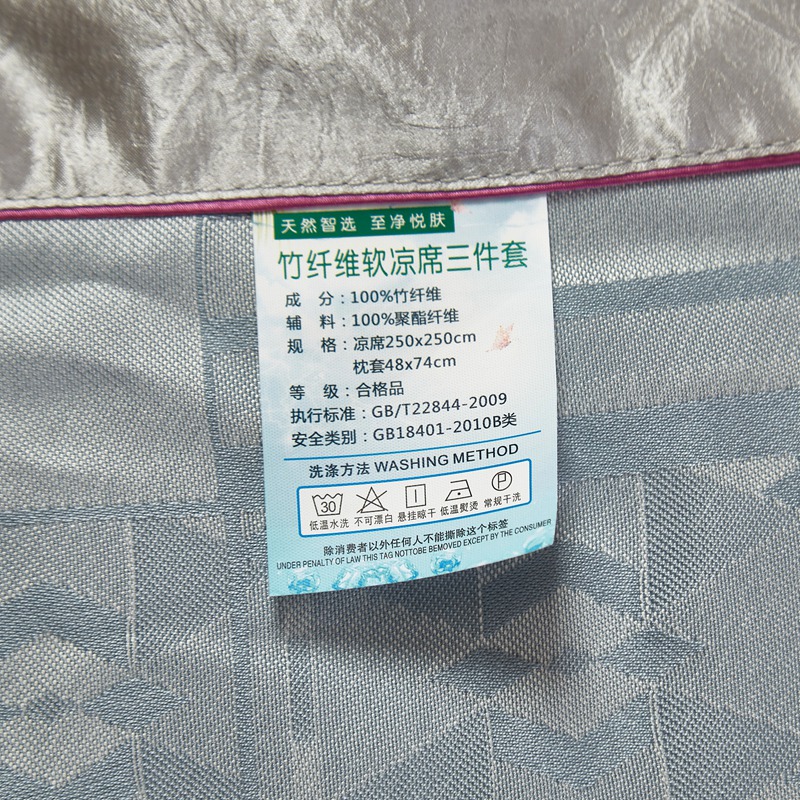 天然智选 至净悦肤
竹纤维软凉席三件套
成 分：100%竹纤维
辅 料：100%聚酯纤维
规 格：凉席250x250cm
枕套48x74cm
等 级：合格品
执行标准：GB/T22844-2009
安全类别：GB18401-2010B类
洗涤方法 WASHING METHOD
30 P
低温水洗 不可漂白 悬挂晾干 低温熨烫 常规干洗
除消费者以外任何人不能撕除这个标签
UNDER PENALTY OF LAW THIS TAG NOTTOBE BEMOVED EXCEPT BY THE CONSUMER